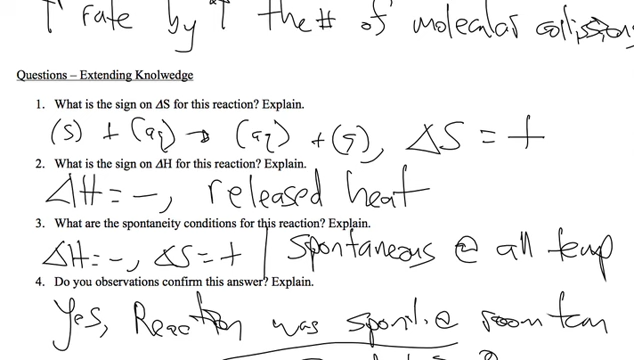 ↑ rate by ↑ the # of molecular collisions
Questions – Extending Knolwedge
1. What is the sign on ΔS for this reaction? Explain.
(s) + (aq) → (aq) + (g), ΔS = +
2. What is the sign on ΔH for this reaction? Explain.
ΔH = –, released heat
3. What are the spontaneity conditions for this reaction? Explain.
ΔH = –, ΔS = + | Spontaneous @ all temp
4. Do you observations confirm this answer? Explain.
Yes, Reaction was spont. @ room tem